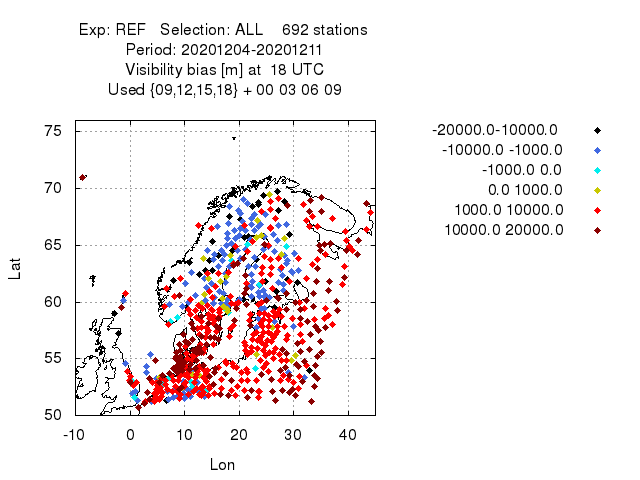 Exp: REF   Selection: ALL    692 stations
Period: 20201204-20201211
Visibility bias [m] at  18 UTC
Used {09,12,15,18} + 00 03 06 09
-20000.0-10000.0
-10000.0 -1000.0
-1000.0 0.0
0.0 1000.0
1000.0 10000.0
10000.0 20000.0
75
70
65
60
55
50
Lat
-10 0 10 20 30 40
Lon